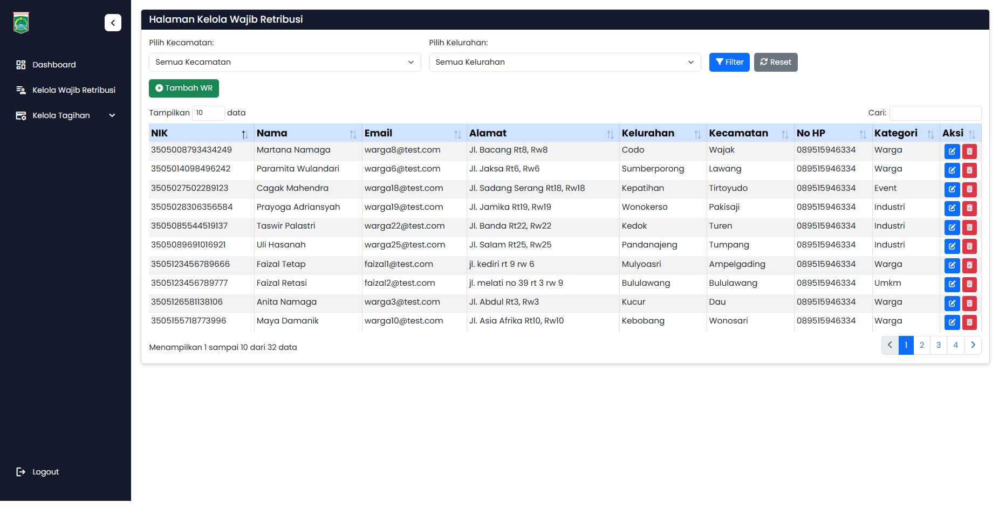 Halaman Kelola Wajib Retribusi
Dashboard
Kelola Wajib Retribusi
Kelola Tagihan
Logout
Pilih Kecamatan: Pilih Kelurahan:
Semua Kecamatan Semua Kelurahan Filter Reset
Tambah WR
Tampilkan 10 data Cari:
NIK Nama Email Alamat Kelurahan Kecamatan No HP Kategori Aksi
3505008793434249 Martana Namaga warga8@test.com Jl. Bacang Rt8, Rw8 Codo Wajak 089515946334 Warga
3505014098496242 Paramita Wulandari warga6@test.com Jl. Jaksa Rt6, Rw6 Sumberporong Lawang 089515946334 Warga
3505027502289123 Cagak Mahendra warga18@test.com Jl. Sadang Serang Rt18, Rw18 Kepatihan Tirtoyudo 089515946334 Event
3505028306356584 Prayoga Adriansyah warga19@test.com Jl. Jamika Rt19, Rw19 Wonokerso Pakisaji 089515946334 Industri
3505085544519137 Taswir Palastri warga22@test.com Jl. Banda Rt22, Rw22 Kedok Turen 089515946334 Industri
3505089691016921 Uli Hasanah warga25@test.com Jl. Salam Rt25, Rw25 Pandanajeng Tumpang 089515946334 Industri
3505123456789666 Faizal Tetap faizal1@test.com jl. kediri rt 9 rw 6 Mulyoasri Ampelgading 089515946334 Warga
3505123456789777 Faizal Retasi faizal2@test.com jl. melati no 39 rt 3 rw 9 Bululawang Bululawang 089515946334 Umkm
3505126581138106 Anita Namaga warga3@test.com Jl. Abdul Rt3, Rw3 Kucur Dau 089515946334 Warga
3505155718773996 Maya Damanik warga10@test.com Jl. Asia Afrika Rt10, Rw10 Kebobang Wonosari 089515946334 Warga
Menampilkan 1 sampai 10 dari 32 data 1 2 3 4